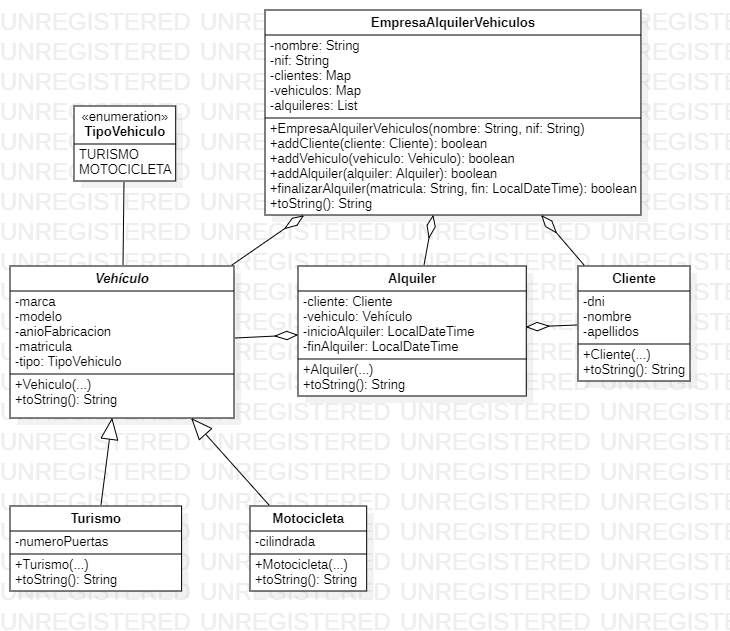 EmpresaAlquilerVehiculos
-nombre: String
-nif: String
-clientes: Map
-vehiculos: Map
-alquileres: List
+EmpresaAlquilerVehiculos(nombre: String, nif: String)
+addCliente(cliente: Cliente): boolean
+addVehiculo(vehiculo: Vehiculo): boolean
+addAlquiler(alquiler: Alquiler): boolean
+finalizarAlquiler(matricula: String, fin: LocalDateTime): boolean
+toString(): String
«enumeration»
TipoVehiculo
TURISMO
MOTOCICLETA
Vehículo
-marca
-modelo
-anioFabricacion
-matricula
-tipo: TipoVehiculo
+Vehiculo(...)
+toString(): String
Alquiler
-cliente: Cliente
-vehiculo: Vehículo
-inicioAlquiler: LocalDateTime
-finAlquiler: LocalDateTime
+Alquiler(...)
+toString(): String
Cliente
-dni
-nombre
-apellidos
+Cliente(...)
+toString(): String
Turismo
-numeroPuertas
+Turismo(...)
+toString(): String
Motocicleta
-cilindrada
+Motocicleta(...)
+toString(): String
UNREGISTERED